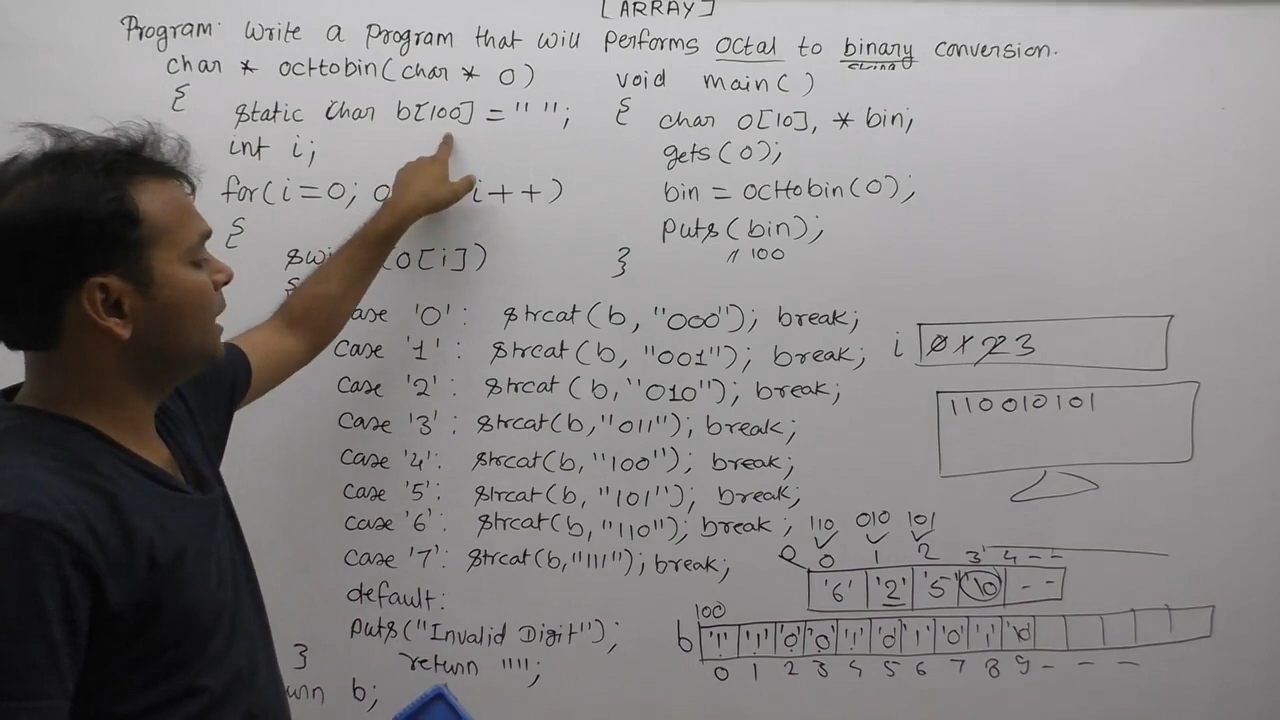 [ARRAY]
Program: Write a program that will performs octal to binary conversion.
char * octtobin(char * o)
{
static char b[100] = " ";
int i;
for(i=0; o i++)
{
(o[i])
{
case '0': strcat(b, "000"); break;
case '1': strcat(b, "001"); break;
case '2': strcat(b, "010"); break;
case '3': strcat(b, "011"); break;
case '4': strcat(b, "100"); break;
case '5': strcat(b, "101"); break;
case '6': strcat(b, "110"); break;
case '7': strcat(b, "111"); break;
default:
puts("Invalid Digit");
} return "";
b;
void main()
{ char o[10], * bin;
gets(o);
bin = octtobin(o);
puts(bin);
100
}
i 0 1 2 3
110010101
110 010 101
o 0 1 2 3 4 - -
'6' '2' '5' '\0' - -
100
b '1' '1' '0' '0' '1' '0' '1' '0' '1' '\0'
0 1 2 3 4 5 6 7 8 9 - - -